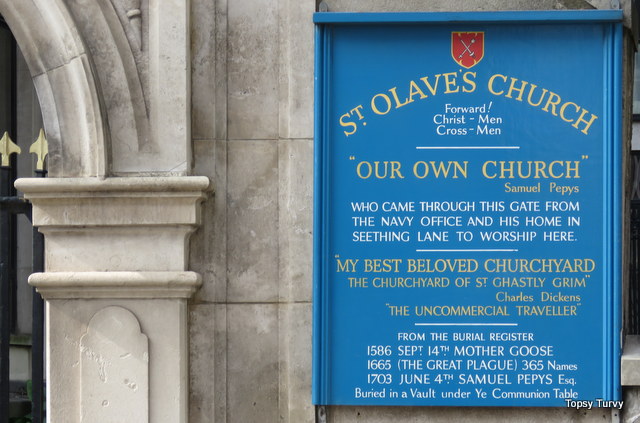 ST. OLAVE'S CHURCH
Forward!
Christ - Men
Cross - Men
"OUR OWN CHURCH"
Samuel Pepys
WHO CAME THROUGH THIS GATE FROM
THE NAVY OFFICE AND HIS HOME IN
SEETHING LANE TO WORSHIP HERE.
"MY BEST BELOVED CHURCHYARD
THE CHURCHYARD OF ST GHASTLY GRIM"
Charles Dickens
"THE UNCOMMERCIAL TRAVELLER"
FROM THE BURIAL REGISTER
1586 SEPT 14TH MOTHER GOOSE
1665 (THE GREAT PLAGUE) 365 Names
1703 JUNE 4TH SAMUEL PEPYS Esq.
Buried in a Vault under Ye Communion Table
Topsy Turvy